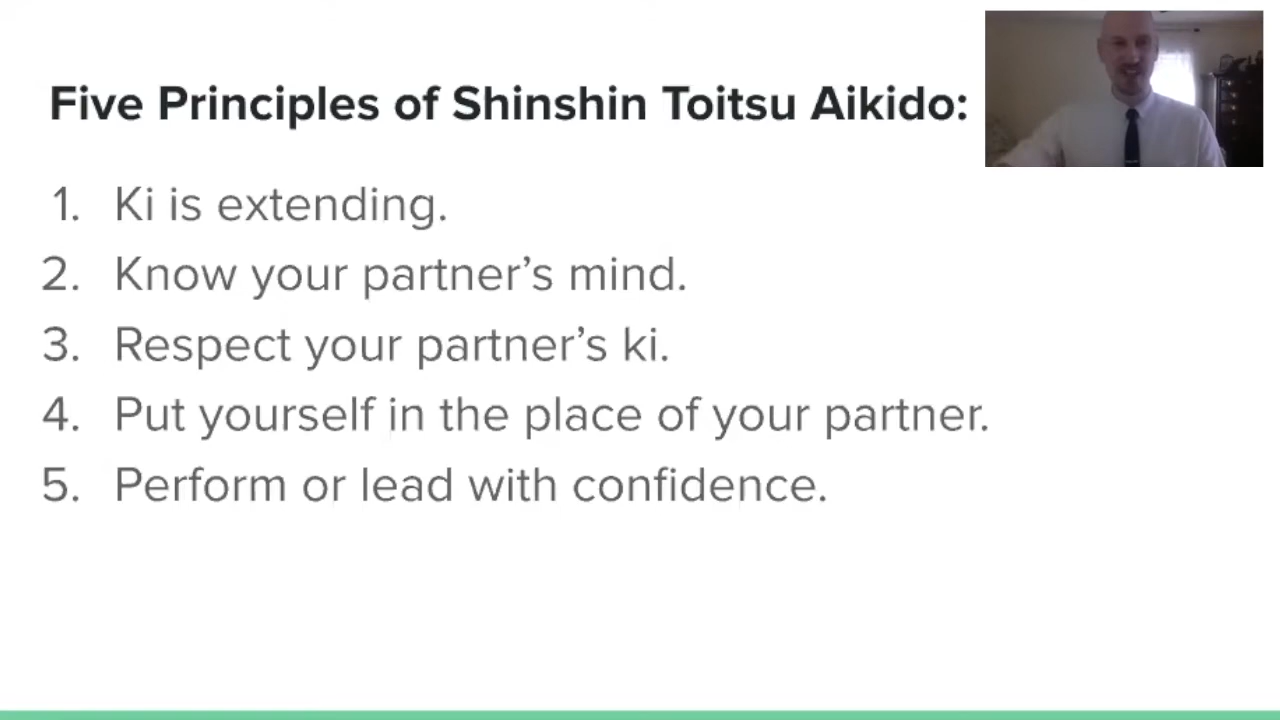 Five Principles of Shinshin Toitsu Aikido:
1. Ki is extending.
2. Know your partner’s mind.
3. Respect your partner’s ki.
4. Put yourself in the place of your partner.
5. Perform or lead with confidence.